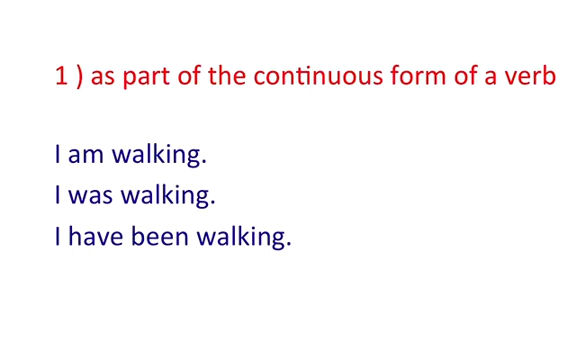 1 ) as part of the continuous form of a verb
I am walking.
I was walking.
I have been walking.